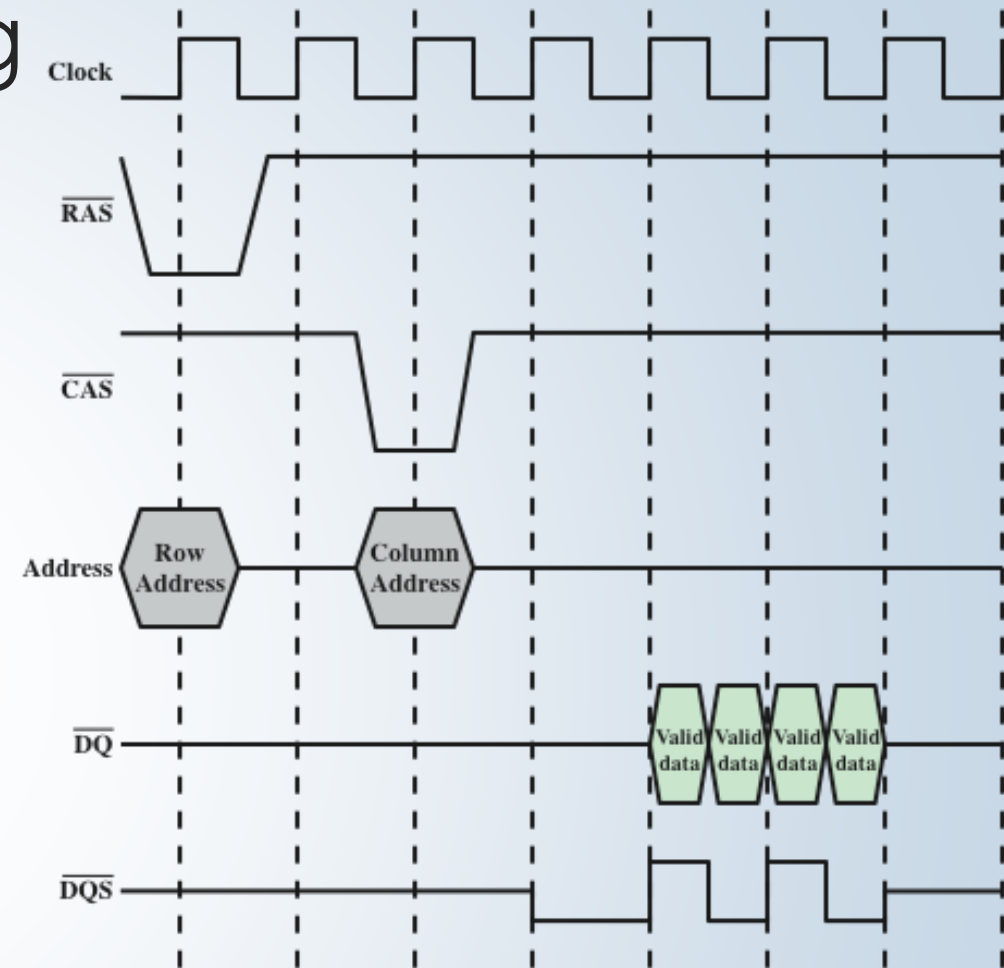 g
Clock
RAS
CAS
Row
Address
Column
Address
Address
DQ
Valid
data
Valid
data
Valid
data
Valid
data
DQS